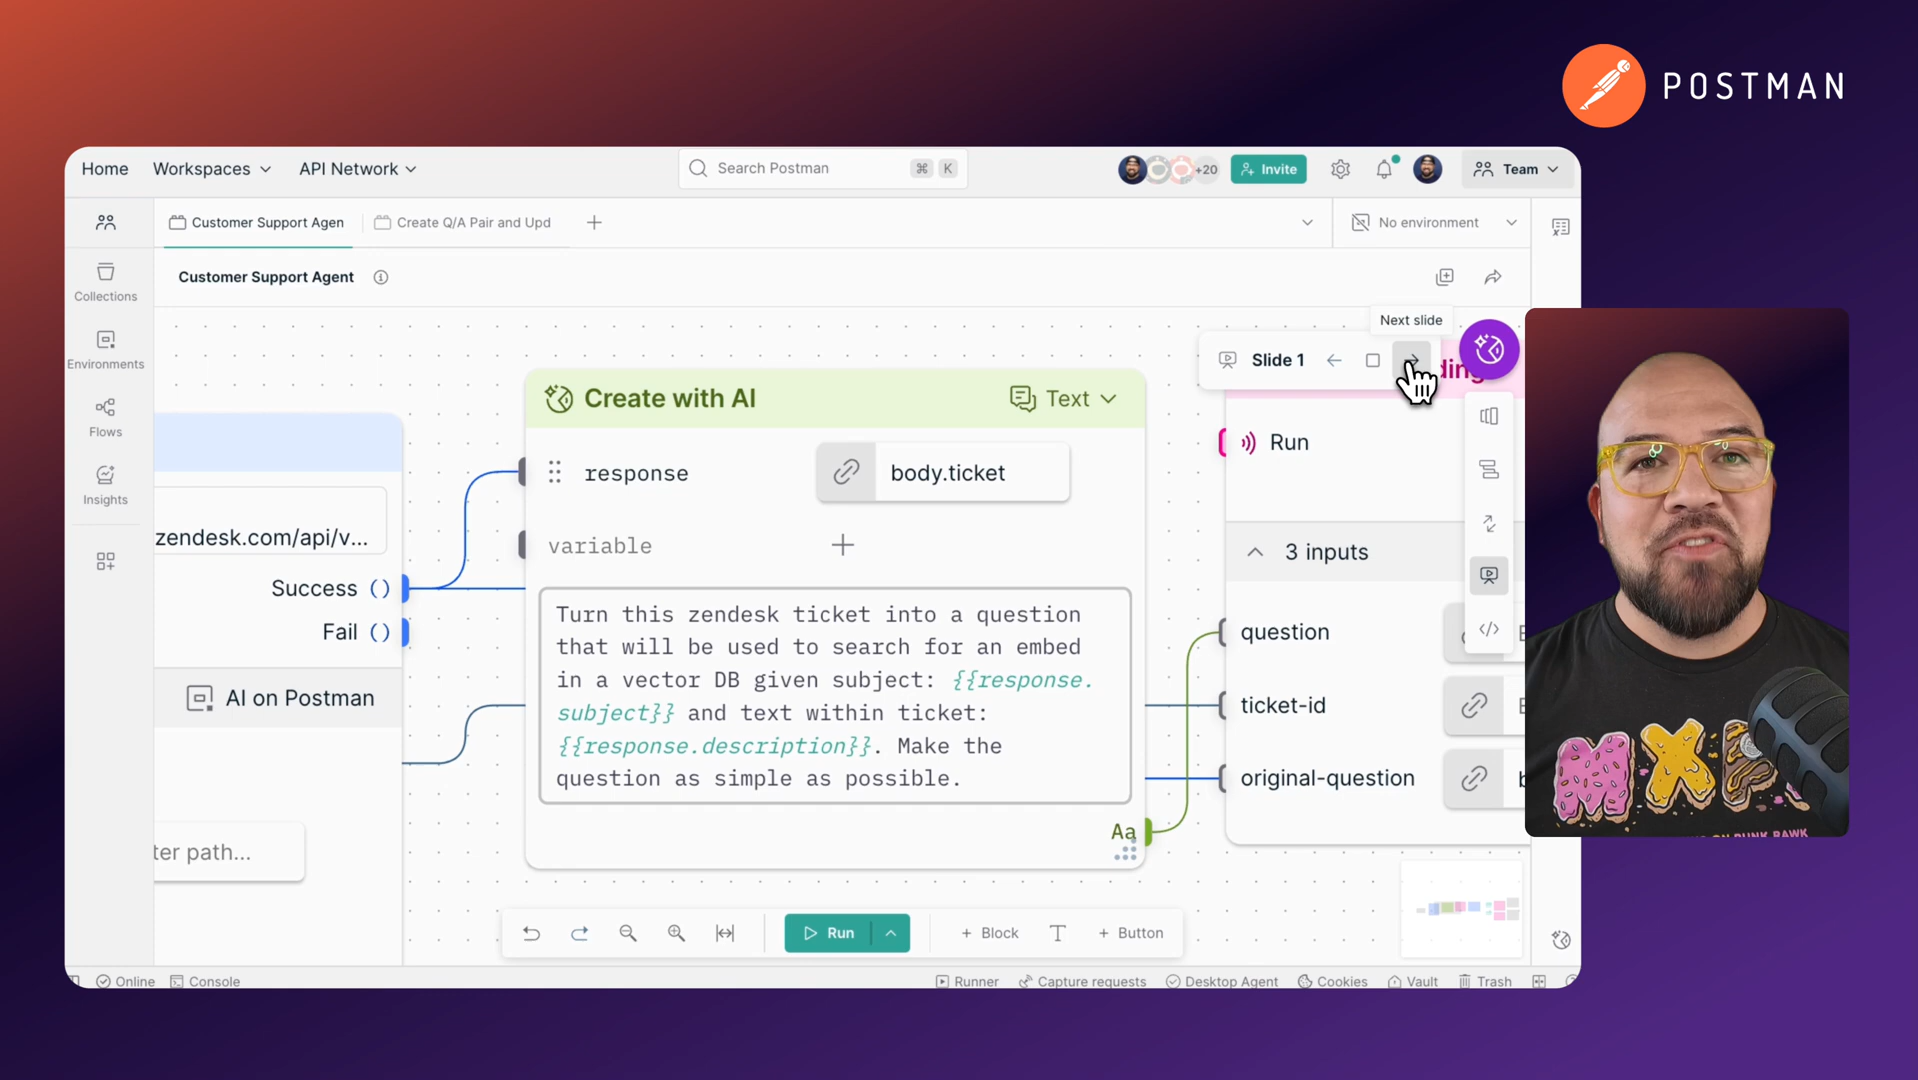 POSTMAN
Home Workspaces API Network Search Postman ⌘ K +20 Invite Team
Customer Support Agen Create Q/A Pair and Upd No environment
Customer Support Agent
Collections
Environments
Flows
Insights
Next slide
Slide 1
Create with AI Text
response body.ticket
variable
zendesk.com/api/v...
Success ()
Fail ()
AI on Postman
ter path...
Turn this zendesk ticket into a question
that will be used to search for an embed
in a vector DB given subject: {{response.
subject}} and text within ticket:
{{response.description}}. Make the
question as simple as possible.
Aa
ding
Run
3 inputs
question
ticket-id
original-question
Run + Block T + Button
Online Console Runner Capture requests Desktop Agent Cookies Vault Trash